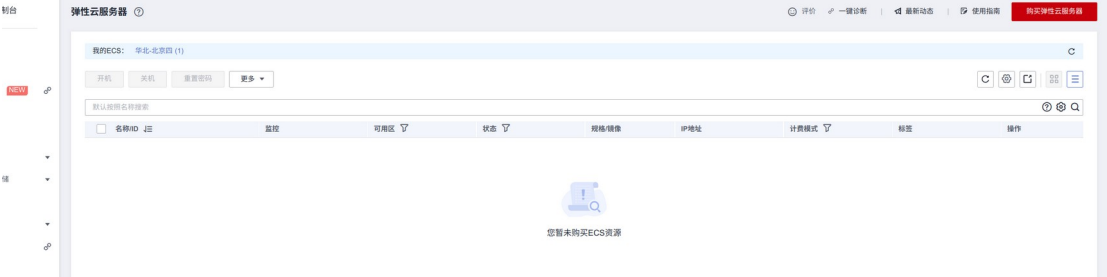 制台
弹性云服务器
评价 一键诊断 最新动态 使用指南 购买弹性云服务器
我的ECS： 华北-北京四 (1)
NEW
开机 关机 重置密码 更多
默认按照名称搜索
名称/ID 监控 可用区 状态 规格/镜像 IP地址 计费模式 标签 操作
储
您暂未购买ECS资源